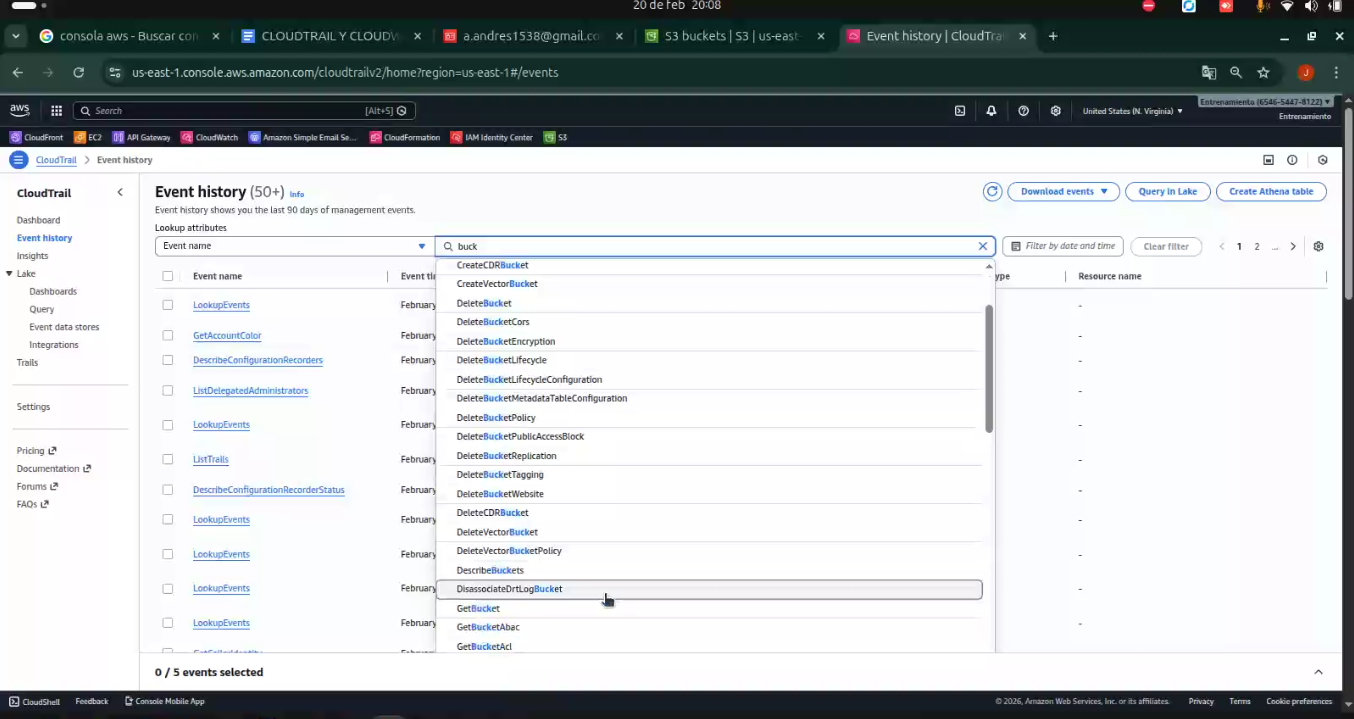 20 de feb 20:08
consola aws - Buscar con
CLOUDTRAIL Y CLOUDW
a.andres1538@gmail.co
S3 buckets | S3 | us-east-
Event history | CloudTrai
us-east-1.console.aws.amazon.com/cloudtrailv2/home?region=us-east-1#/events
aws
Search
[Alt+S]
United States (N. Virginia)
Entrenamiento (6546-5447-8122)
Entrenamiento
CloudFront
EC2
API Gateway
CloudWatch
Amazon Simple Email Se...
CloudFormation
IAM Identity Center
S3
CloudTrail > Event history
CloudTrail
Dashboard
Event history
Insights
Lake
Dashboards
Query
Event data stores
Integrations
Trails
Settings
Pricing
Documentation
Forums
FAQs
Event history (50+) Info
Event history shows you the last 90 days of management events.
Download events
Query in Lake
Create Athena table
Lookup attributes
Event name
buck
Filter by date and time
Clear filter
1
2
...
Event name
Event ti
ype
Resource name
LookupEvents
February
-
GetAccountColor
February
-
DescribeConfigurationRecorders
February
-
ListDelegatedAdministrators
February
-
LookupEvents
February
-
ListTrails
February
-
DescribeConfigurationRecorderStatus
February
-
LookupEvents
February
-
LookupEvents
February
-
LookupEvents
February
-
LookupEvents
February
-
CreateCDRBucket
CreateVectorBucket
DeleteBucket
DeleteBucketCors
DeleteBucketEncryption
DeleteBucketLifecycle
DeleteBucketLifecycleConfiguration
DeleteBucketMetadataTableConfiguration
DeleteBucketPolicy
DeleteBucketPublicAccessBlock
DeleteBucketReplication
DeleteBucketTagging
DeleteBucketWebsite
DeleteCDRBucket
DeleteVectorBucket
DeleteVectorBucketPolicy
DescribeBuckets
DisassociateDrtLogBucket
GetBucket
GetBucketAbac
GetBucketAcl
0 / 5 events selected
CloudShell
Feedback
Console Mobile App
© 2026, Amazon Web Services, Inc. or its affiliates.
Privacy
Terms
Cookie preferences